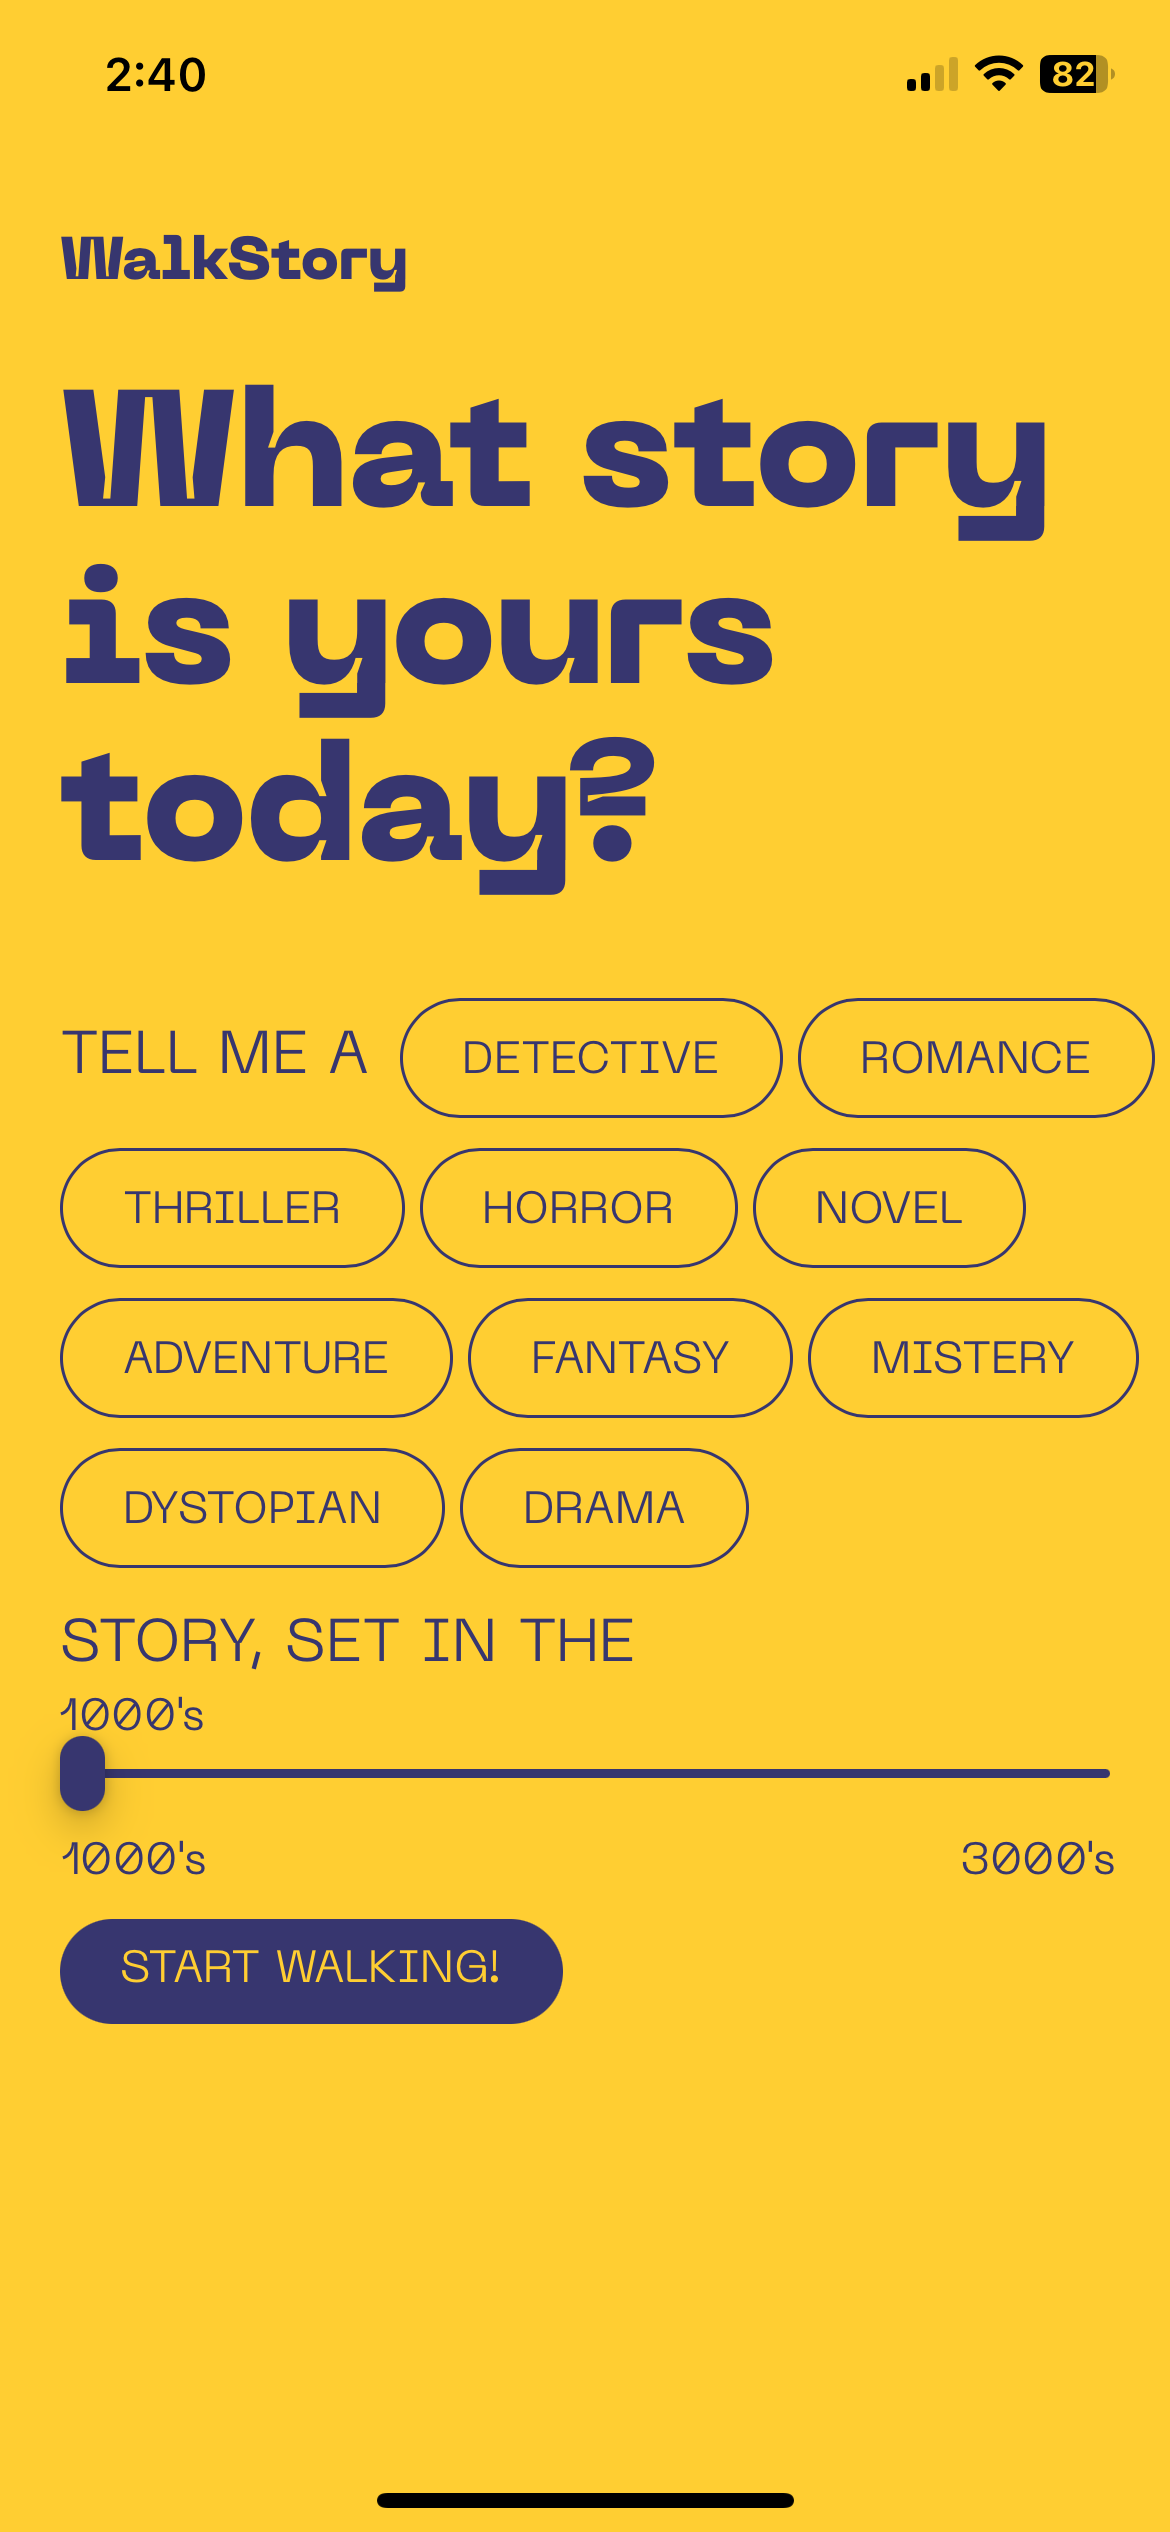 2:40 82
WalkStory
What story
is yours
today?
TELL ME A DETECTIVE ROMANCE
THRILLER HORROR NOVEL
ADVENTURE FANTASY MISTERY
DYSTOPIAN DRAMA
STORY, SET IN THE
1000's
1000's 3000's
START WALKING!